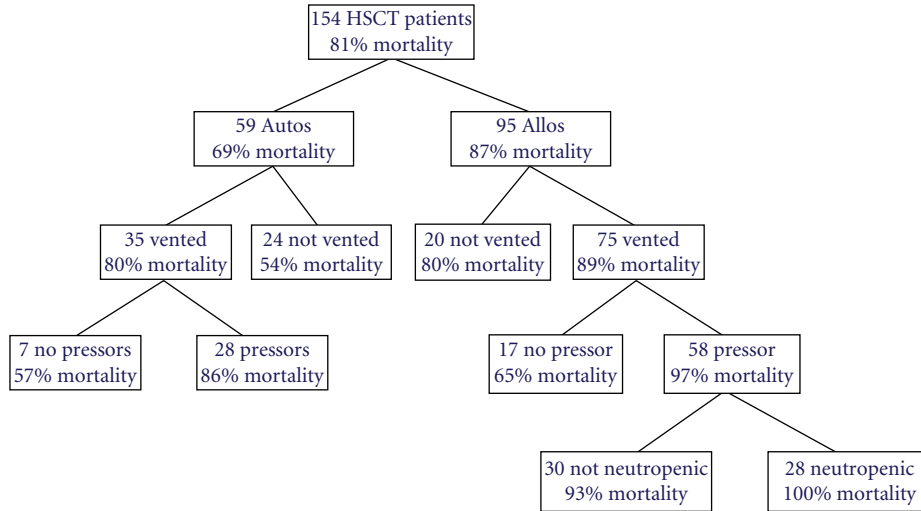 154 HSCT patients
81% mortality
59 Autos
69% mortality
95 Allos
87% mortality
35 vented
80% mortality
24 not vented
54% mortality
20 not vented
80% mortality
75 vented
89% mortality
7 no pressors
57% mortality
28 pressors
86% mortality
17 no pressor
65% mortality
58 pressor
97% mortality
30 not neutropenic
93% mortality
28 neutropenic
100% mortality